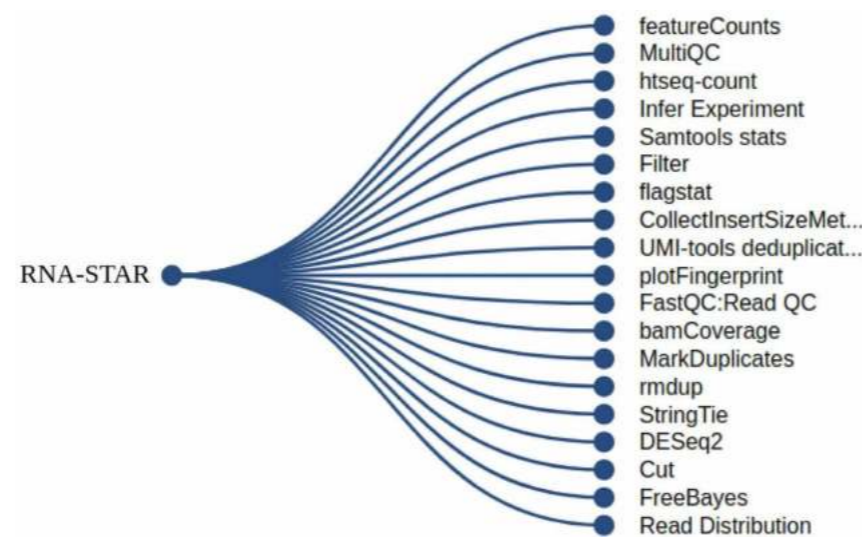 featureCounts
MultiQC
htseq-count
Infer Experiment
Samtools stats
Filter
flagstat
CollectInsertSizeMet...
UMI-tools deduplicat...
RNA-STAR
plotFingerprint
FastQC:Read QC
bamCoverage
MarkDuplicates
rmdup
StringTie
DESeq2
Cut
FreeBayes
Read Distribution